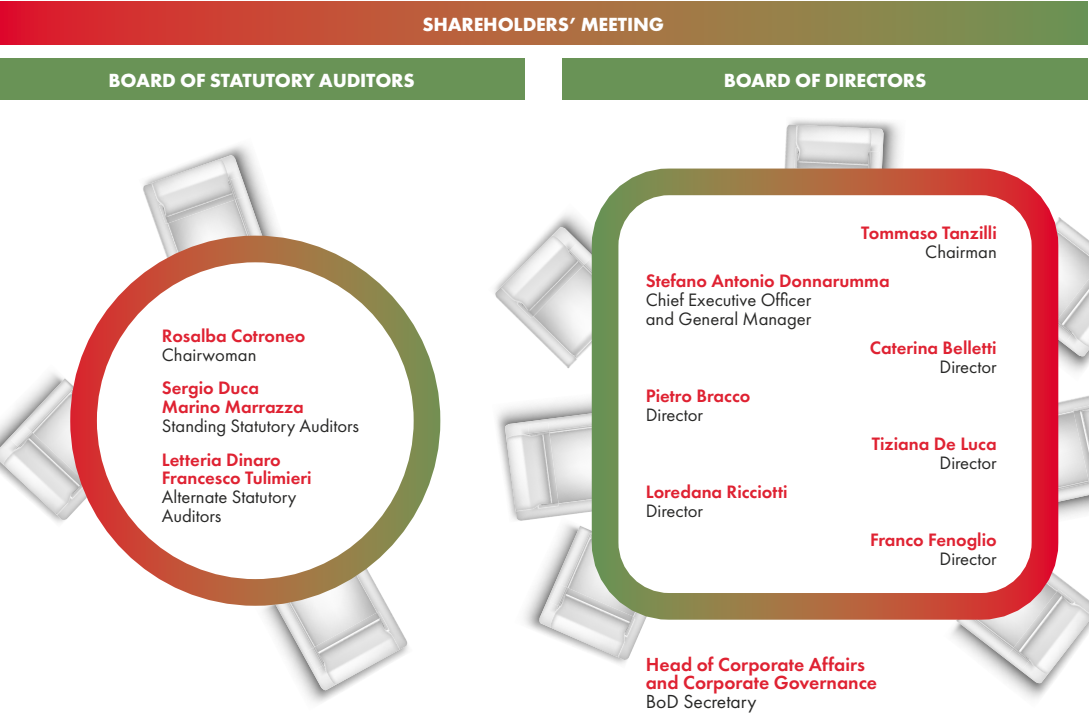 SHAREHOLDERS’ MEETING
BOARD OF STATUTORY AUDITORS
Rosalba Cotroneo
Chairwoman
Sergio Duca
Marino Marrazza
Standing Statutory Auditors
Letteria Dinaro
Francesco Tulimieri
Alternate Statutory
Auditors
BOARD OF DIRECTORS
Tommaso Tanzilli
Chairman
Stefano Antonio Donnarumma
Chief Executive Officer
and General Manager
Caterina Belletti
Director
Pietro Bracco
Director
Tiziana De Luca
Director
Loredana Ricciotti
Director
Franco Fenoglio
Director
Head of Corporate Affairs
and Corporate Governance
BoD Secretary